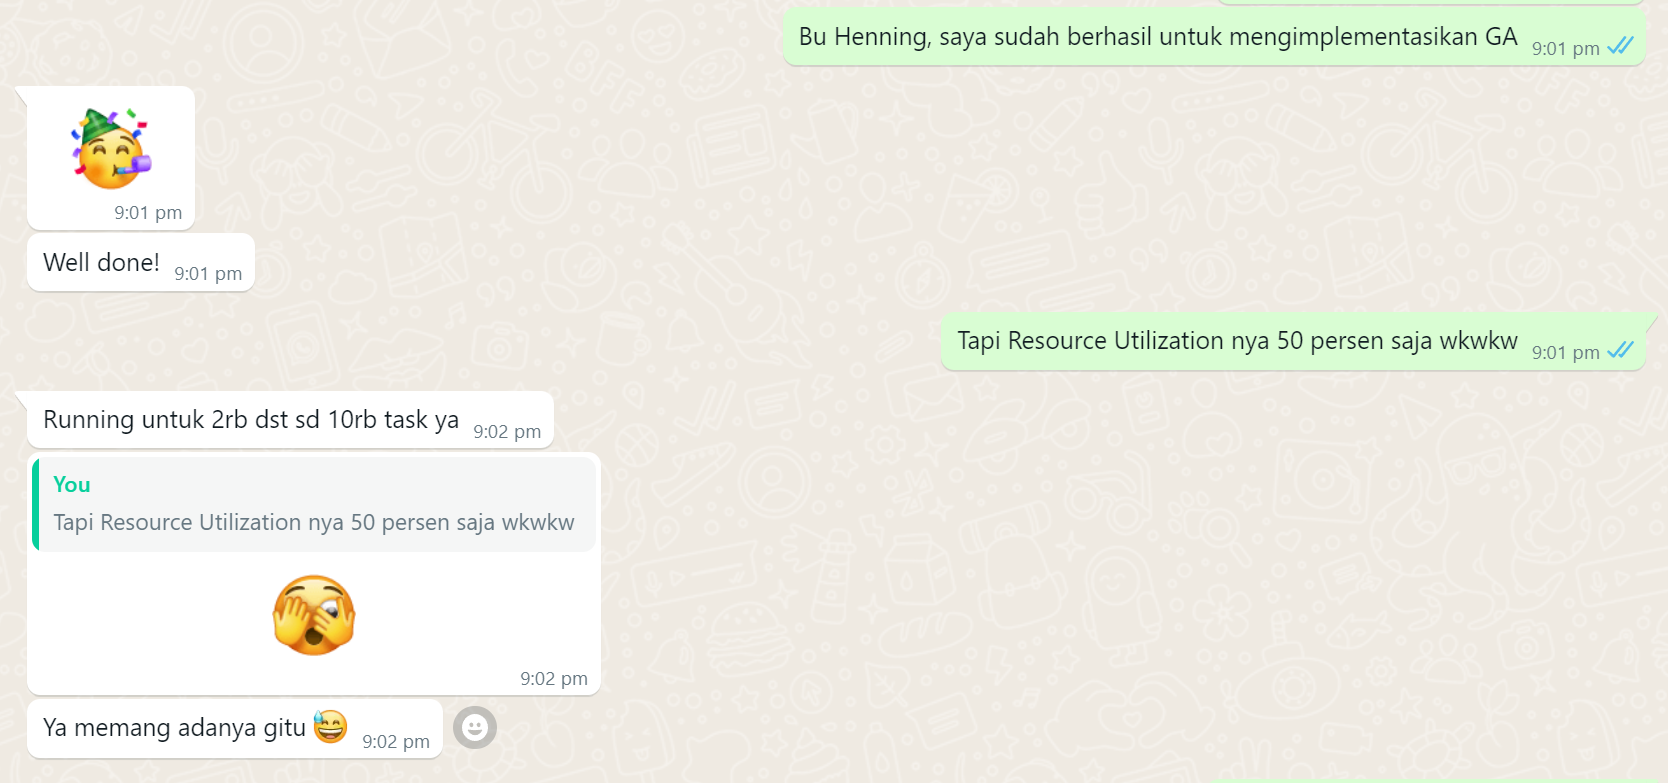 Bu Henning, saya sudah berhasil untuk mengimplementasikan GA
9:01 pm
9:01 pm
Well done!
9:01 pm
Tapi Resource Utilization nya 50 persen saja wkwkw
9:01 pm
Running untuk 2rb dst sd 10rb task ya
9:02 pm
You
Tapi Resource Utilization nya 50 persen saja wkwkw
9:02 pm
Ya memang adanya gitu 😅
9:02 pm